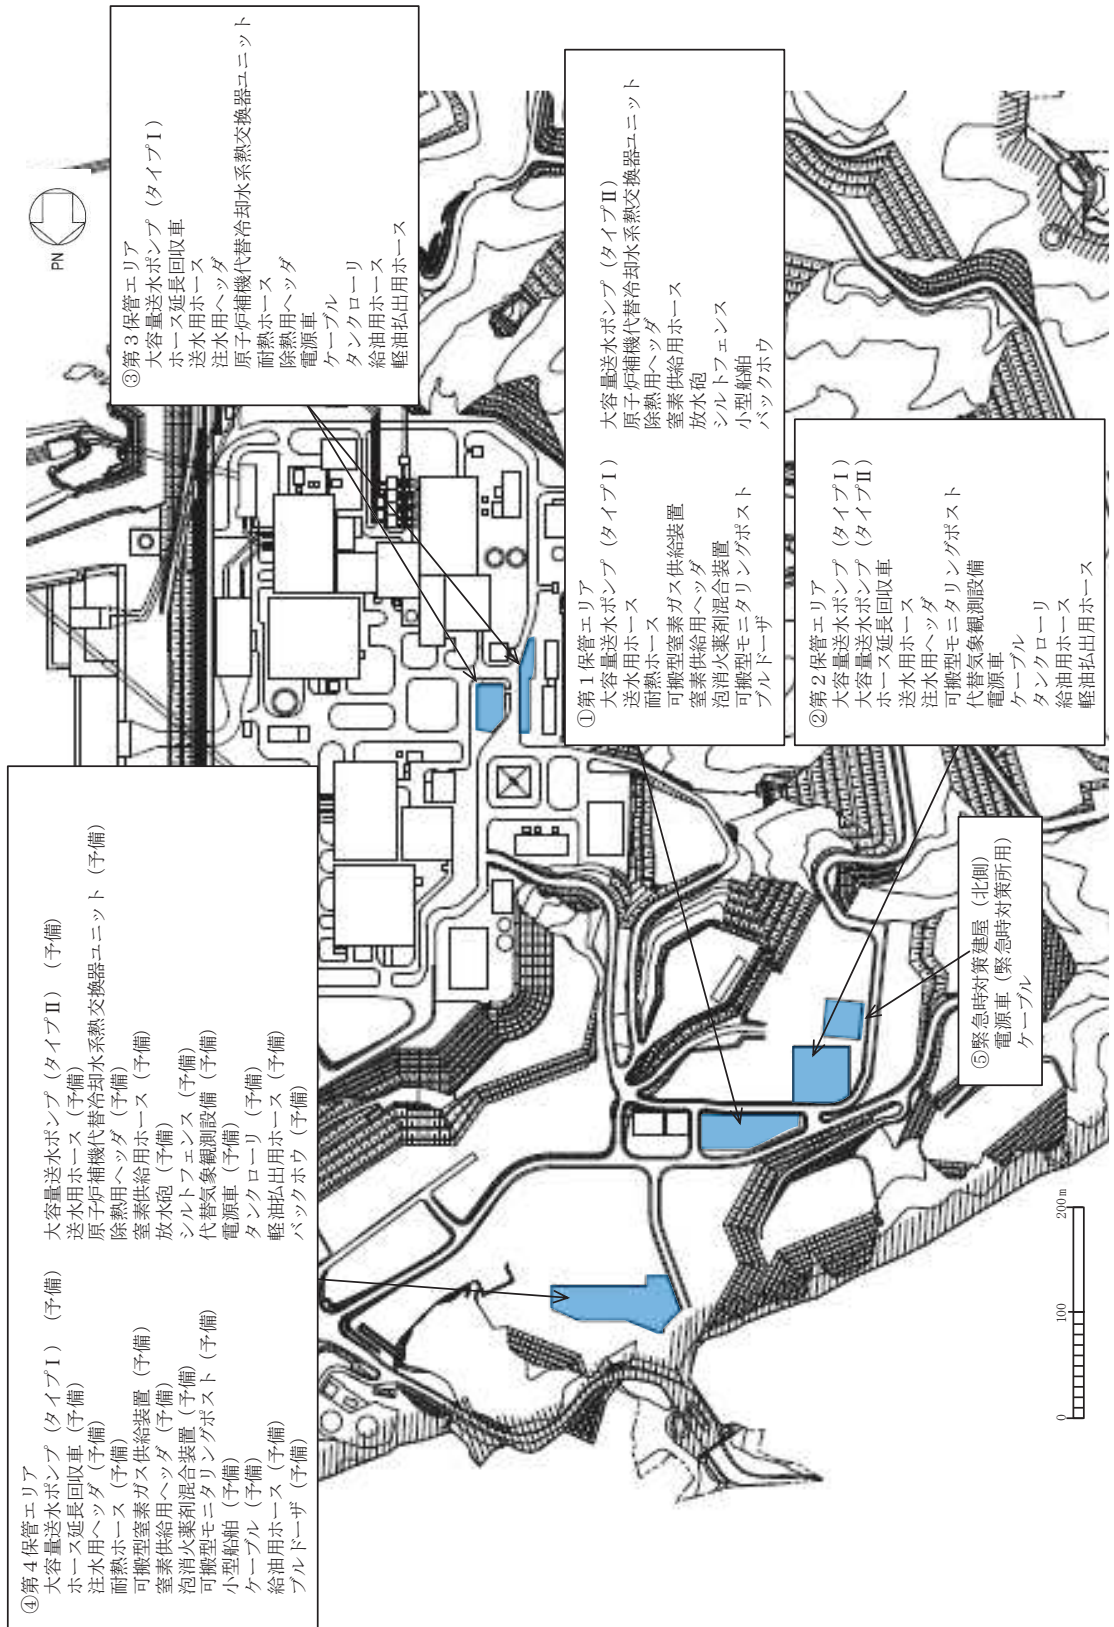 ④第４保管エリア
大容量送水ポンプ（タイプⅠ）（予備）
ホース延長回収車（予備）
注水用ヘッダ（予備）
耐熱ホース（予備）
可搬型窒素ガス供給装置（予備）
窒素供給用ヘッダ（予備）
泡消火薬剤混合装置（予備）
可搬型モニタリングポスト（予備）
小型船舶（予備）
ケーブル（予備）
給油用ホース（予備）
ブルドーザ（予備）
大容量送水ポンプ（タイプⅡ）（予備）
送水用ホース（予備）
原子炉補機代替冷却水系熱交換器ユニット（予備）
除熱用ヘッダ（予備）
窒素供給用ホース（予備）
放水砲（予備）
シルトフェンス（予備）
代替気象観測設備（予備）
電源車（予備）
タンクローリ（予備）
軽油払出用ホース（予備）
バックホウ（予備）
③第３保管エリア
大容量送水ポンプ（タイプⅠ）
ホース延長回収車
送水用ホース
注水用ヘッダ
原子炉補機代替冷却水系熱交換器ユニット
耐熱ホース
除熱用ヘッダ
電源車
ケーブル
タンクローリ
給油用ホース
軽油払出用ホース
PN
①第１保管エリア
大容量送水ポンプ（タイプⅠ）
送水用ホース
耐熱ホース
可搬型窒素ガス供給装置
窒素供給用ヘッダ
泡消火薬剤混合装置
可搬型モニタリングポスト
ブルドーザ
大容量送水ポンプ（タイプⅡ）
原子炉補機代替冷却水系熱交換器ユニット
除熱用ヘッダ
窒素供給用ホース
放水砲
シルトフェンス
小型船舶
バックホウ
②第２保管エリア
大容量送水ポンプ（タイプⅠ）
大容量送水ポンプ（タイプⅡ）
ホース延長回収車
送水用ホース
注水用ヘッダ
可搬型モニタリングポスト
代替気象観測設備
電源車
ケーブル
タンクローリ
給油用ホース
軽油払出用ホース
⑤緊急時対策建屋（北側）
電源車（緊急時対策所用）
ケーブル
0 100 200m